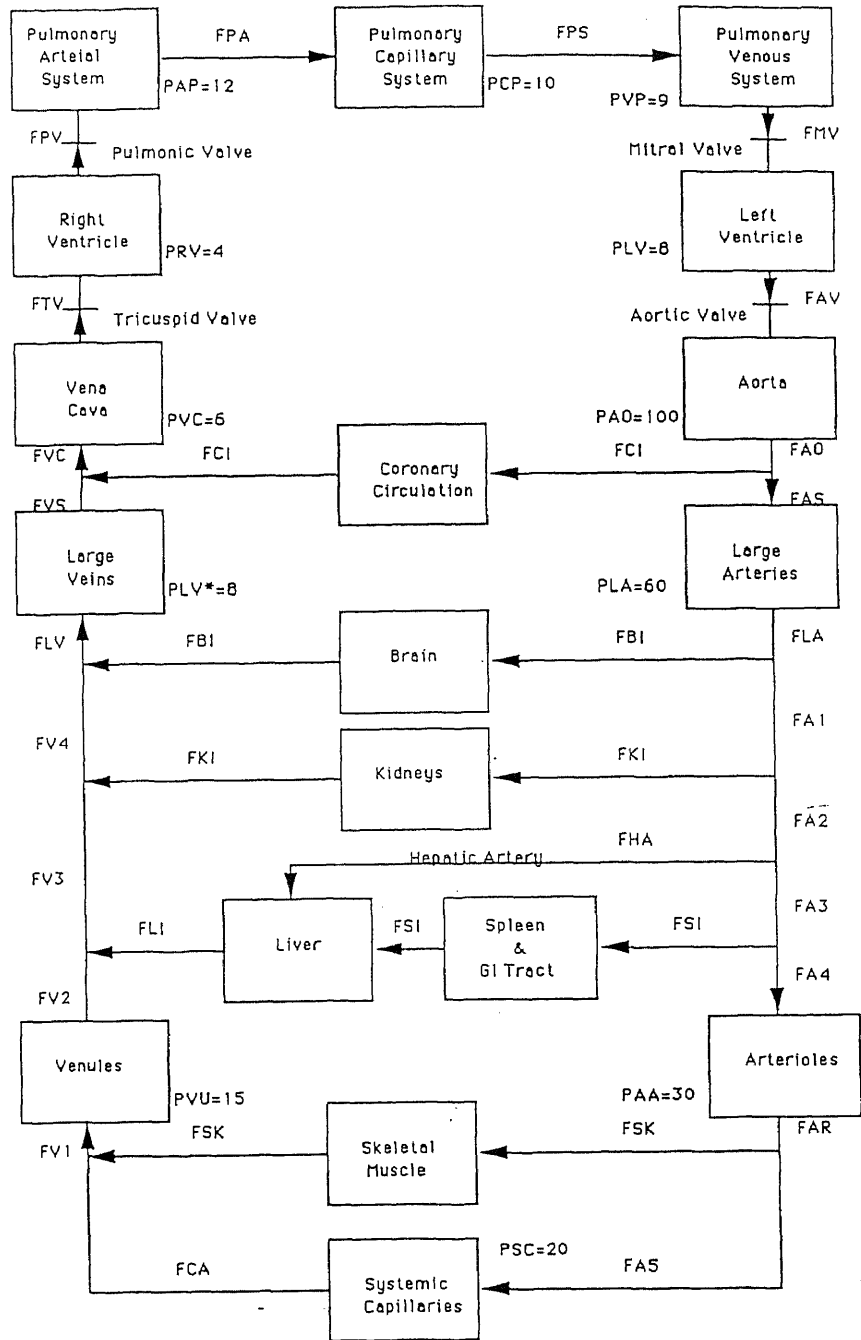 Pulmonary
Arteial
System
FPA
PAP=12
Pulmonary
Capillary
System
FPS
PCP=10
Pulmonary
Venous
System
PVP=9
FPV
Pulmonic Valve
Mitral Valve
FMV
Right
Ventricle
PRV=4
Left
Ventricle
PLV=8
FTV
Tricuspid Valve
Aortic Valve
FAV
Vena
Cava
PVC=6
Aorta
PAO=100
FVC
FCI
Coronary
Circulation
FCI
FAO
FVS
FAS
Large
Veins
PLV*=8
Large
Arteries
PLA=60
FLV
FBI
Brain
FBI
FLA
FA1
FV4
FKI
Kidneys
FKI
FA2
FHA
Hepatic Artery
FV3
FA3
FLI
Liver
FSI
Spleen
&
GI Tract
FSI
FA4
FV2
Venules
PVU=15
Arterioles
PAA=30
FV1
FSK
Skeletal
Muscle
FSK
FAR
FCA
PSC=20
Systemic
Capillaries
FA5